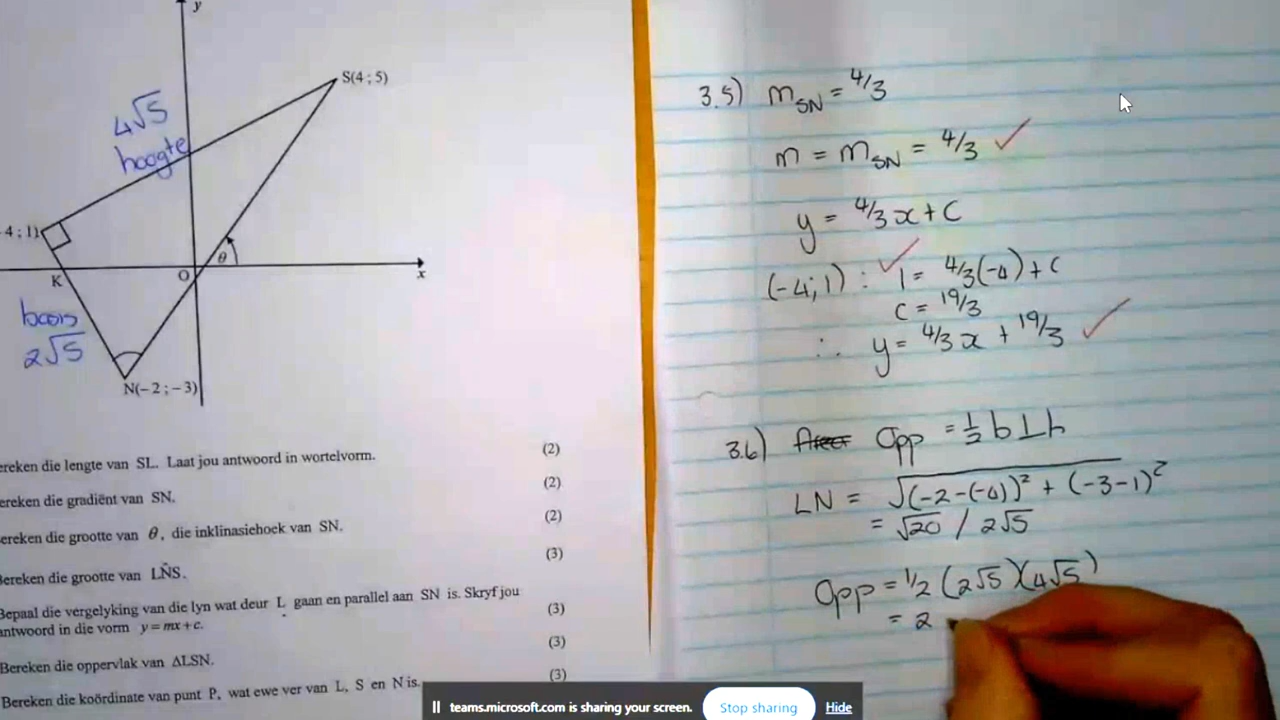 y
S(4 ; 5)
4√5
hoogte
4 ; 1)
K
O
θ
x
basis
2√5
N(− 2 ; − 3)
ereken die lengte van SL. Laat jou antwoord in wortelvorm. (2)
ereken die gradiënt van SN. (2)
ereken die grootte van θ, die inklinasiehoek van SN. (2)
Bereken die grootte van LN̂S. (3)
Bepaal die vergelyking van die lyn wat deur L gaan en parallel aan SN is. Skryf jou
antwoord in die vorm y = mx + c. (3)
Bereken die oppervlak van ΔLSN. (3)
Bereken die koördinate van punt P, wat ewe ver van L, S en N is. (3)
3.5) m_SN = 4/3
m = m_SN = 4/3 ✓
y = 4/3 x + c
(-4;1) : ✓ 1 = 4/3(-4) + c
c = 19/3
∴ y = 4/3 x + 19/3 ✓
3.6) Opp = ½ b⊥h
LN = √(-2-(-4))² + (-3-1)²
= √20 / 2√5
Opp = 1/2 (2√5)(4√5)
= 2
teams.microsoft.com is sharing your screen.
Stop sharing
Hide